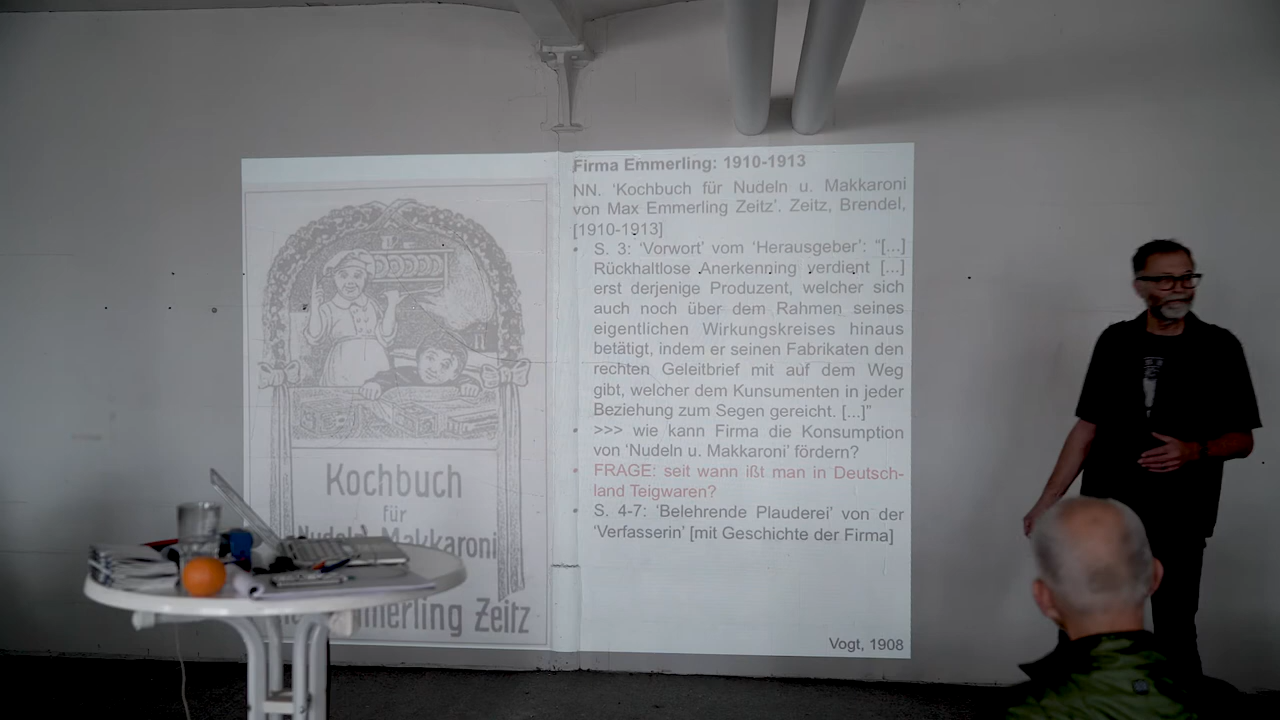 Firma Emmerling: 1910-1913
NN. ‘Kochbuch für Nudeln u. Makkaroni
von Max Emmerling Zeitz’. Zeitz, Brendel,
[1910-1913]
• S. 3: ‘Vorwort’ vom ‘Herausgeber’: “[...]
Rückhaltlose Anerkenning verdient [...]
erst derjenige Produzent, welcher sich
auch noch über dem Rahmen seines
eigentlichen Wirkungskreises hinaus
betätigt, indem er seinen Fabrikaten den
rechten Geleitbrief mit auf dem Weg
gibt, welcher dem Kunsumenten in jeder
Beziehung zum Segen gereicht. [...]”
• >>> wie kann Firma die Konsumption
von ‘Nudeln u. Makkaroni’ fördern?
• FRAGE: seit wann ißt man in Deutsch-
land Teigwaren?
• S. 4-7: ‘Belehrende Plauderei’ von der
‘Verfasserin’ [mit Geschichte der Firma]
Vogt, 1908
Kochbuch
für
Nudeln Makkaroni
Emmerling Zeitz